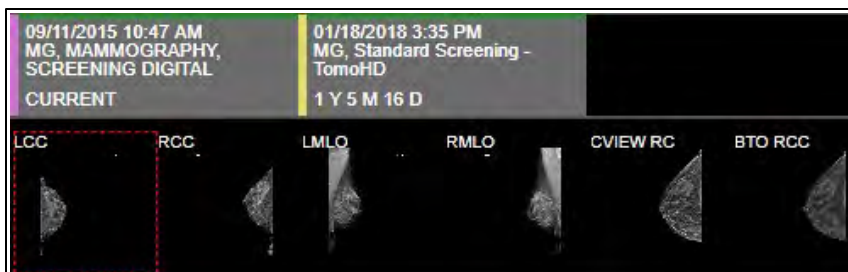 09/11/2015 10:47 AM
MG, MAMMOGRAPHY,
SCREENING DIGITAL
CURRENT
01/18/2018 3:35 PM
MG, Standard Screening -
TomoHD
1 Y 5 M 16 D
LCC RCC LMLO RMLO CVIEW RC BTO RCC